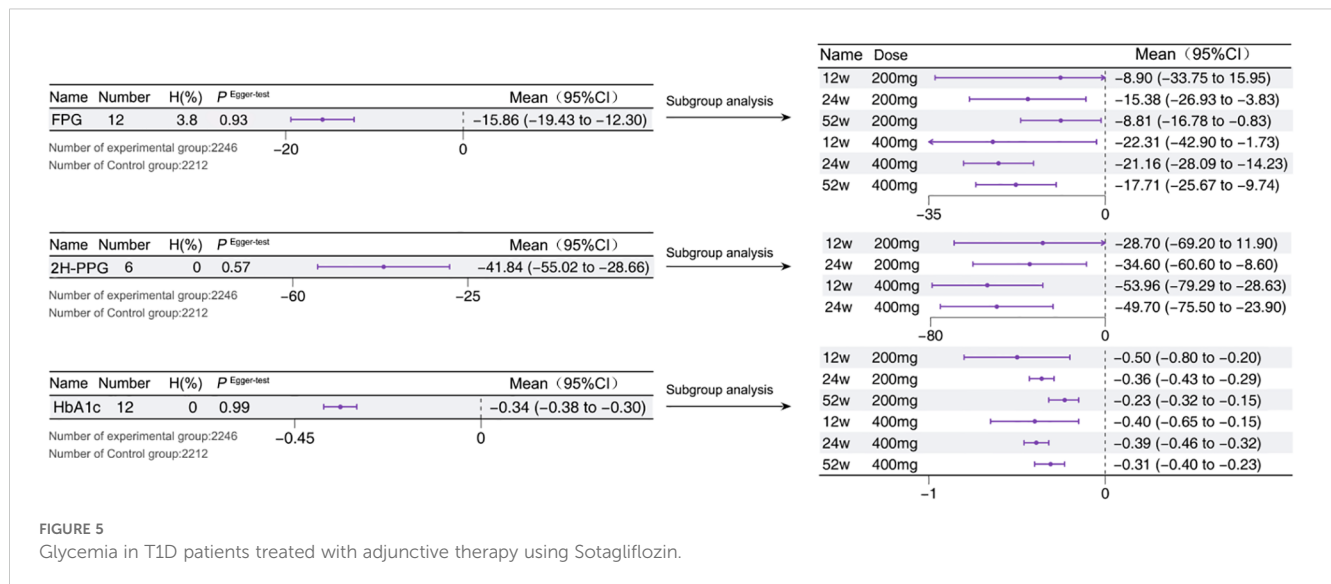 Name Number H(%) P Egger-test Mean（95%CI）
FPG 12 3.8 0.93 −15.86 (−19.43 to −12.30)
Number of experimental group:2246
Number of Control group:2212
−20 0
Subgroup analysis
Name Dose Mean（95%CI）
12w 200mg −8.90 (−33.75 to 15.95)
24w 200mg −15.38 (−26.93 to −3.83)
52w 200mg −8.81 (−16.78 to −0.83)
12w 400mg −22.31 (−42.90 to −1.73)
24w 400mg −21.16 (−28.09 to −14.23)
52w 400mg −17.71 (−25.67 to −9.74)
−35 0
Name Number H(%) P Egger-test Mean（95%CI）
2H-PPG 6 0 0.57 −41.84 (−55.02 to −28.66)
Number of experimental group:2246
Number of Control group:2212
−60 −25
Subgroup analysis
12w 200mg −28.70 (−69.20 to 11.90)
24w 200mg −34.60 (−60.60 to −8.60)
12w 400mg −53.96 (−79.29 to −28.63)
24w 400mg −49.70 (−75.50 to −23.90)
−80 0
Name Number H(%) P Egger-test Mean（95%CI）
HbA1c 12 0 0.99 −0.34 (−0.38 to −0.30)
Number of experimental group:2246
Number of Control group:2212
−0.45 0
Subgroup analysis
12w 200mg −0.50 (−0.80 to −0.20)
24w 200mg −0.36 (−0.43 to −0.29)
52w 200mg −0.23 (−0.32 to −0.15)
12w 400mg −0.40 (−0.65 to −0.15)
24w 400mg −0.39 (−0.46 to −0.32)
52w 400mg −0.31 (−0.40 to −0.23)
−1 0
FIGURE 5
Glycemia in T1D patients treated with adjunctive therapy using Sotagliflozin.